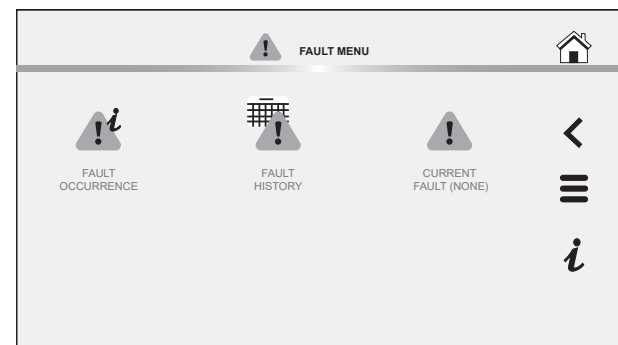 FAULT MENU
FAULT
OCCURRENCE
FAULT
HISTORY
CURRENT
FAULT (NONE)